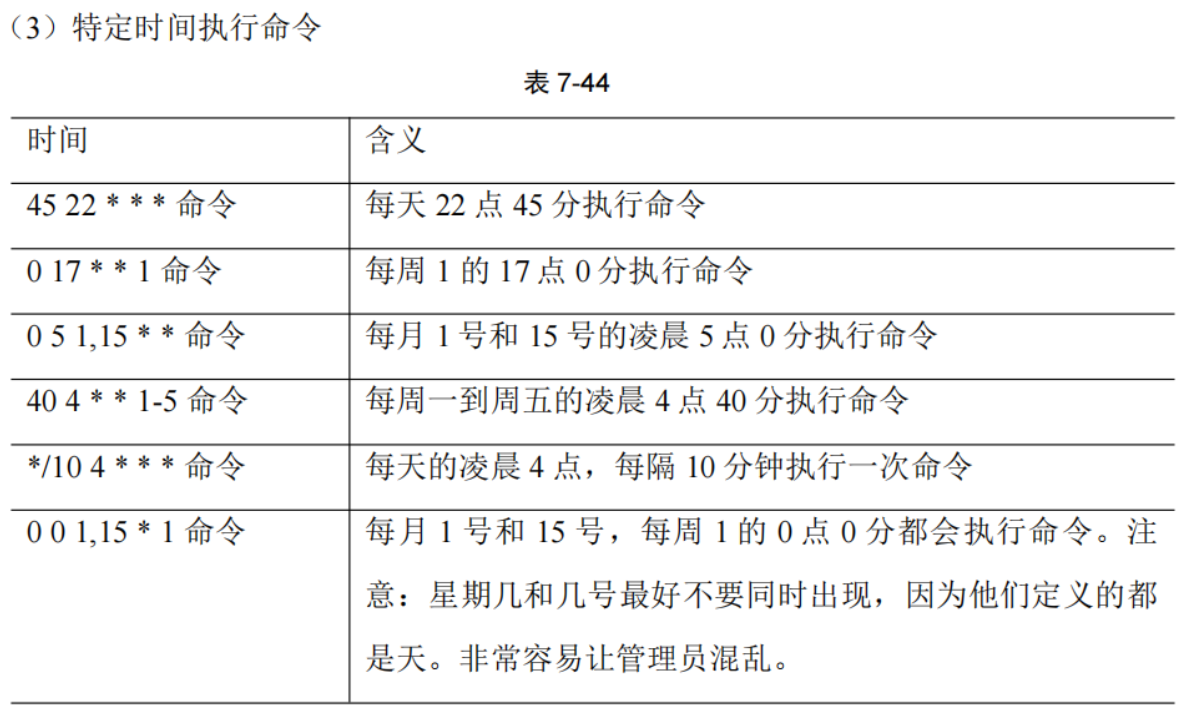 （3）特定时间执行命令
表 7-44
时间 含义
45 22 * * * 命令 每天 22 点 45 分执行命令
0 17 * * 1 命令 每周 1 的 17 点 0 分执行命令
0 5 1,15 * * 命令 每月 1 号和 15 号的凌晨 5 点 0 分执行命令
40 4 * * 1-5 命令 每周一到周五的凌晨 4 点 40 分执行命令
*/10 4 * * * 命令 每天的凌晨 4 点，每隔 10 分钟执行一次命令
0 0 1,15 * 1 命令 每月 1 号和 15 号，每周 1 的 0 点 0 分都会执行命令。注
意：星期几和几号最好不要同时出现，因为他们定义的都
是天。非常容易让管理员混乱。